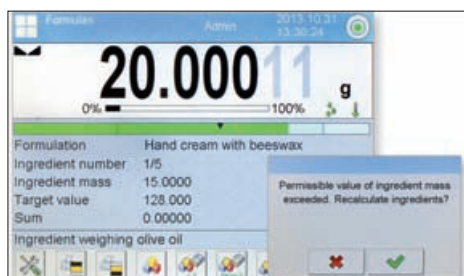 Formulas Admin 2013.10.31
13:30:24
20.00011 g
0% 100%
Formulation Hand cream with beeswax
Ingredient number 1/5
Ingredient mass 15.0000
Target value 128.000
Sum 0.00000
Ingredient weighing olive oil
Permissible value of ingredient mass
exceeded. Recalculate ingredients?